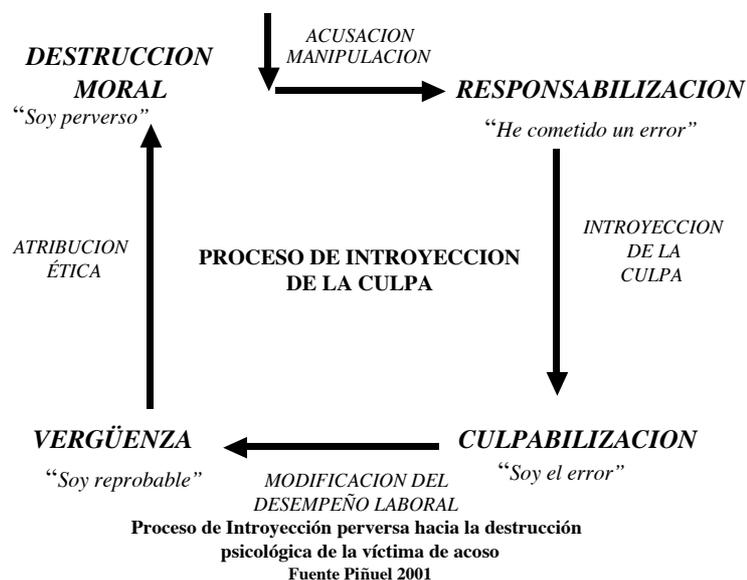 ACUSACION
MANIPULACION
DESTRUCCION
MORAL
“Soy perverso”
RESPONSABILIZACION
“He cometido un error”
ATRIBUCION
ÉTICA
PROCESO DE INTROYECCION
DE LA CULPA
INTROYECCION
DE LA
CULPA
VERGÜENZA
“Soy reprobable”
CULPABILIZACION
“Soy el error”
MODIFICACION DEL
DESEMPEÑO LABORAL
Proceso de Introyección perversa hacia la destrucción
psicológica de la víctima de acoso
Fuente Piñuel 2001